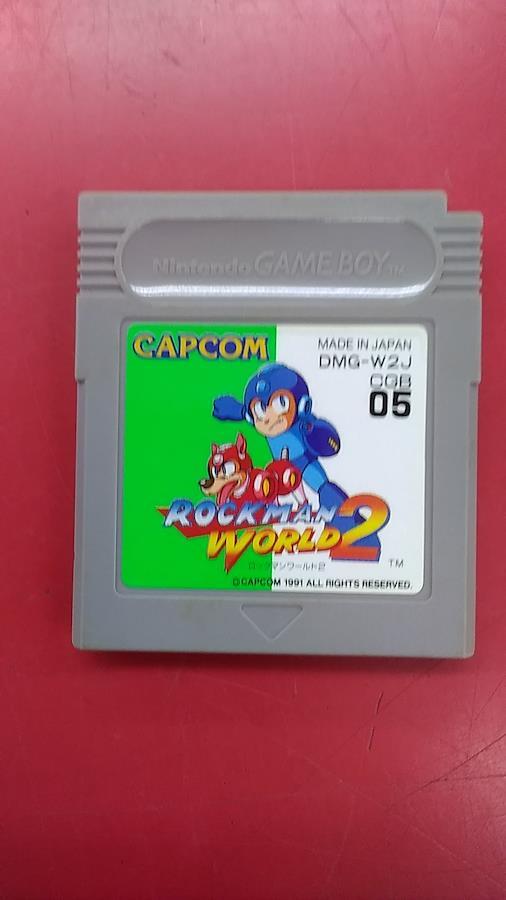 Nintendo GAME BOY TM
CAPCOM
MADE IN JAPAN
DMG-W2J
CGB
05
ROCKMAN
WORLD 2
TM
ロックマンワールド2
©CAPCOM 1991 ALL RIGHTS RESERVED.